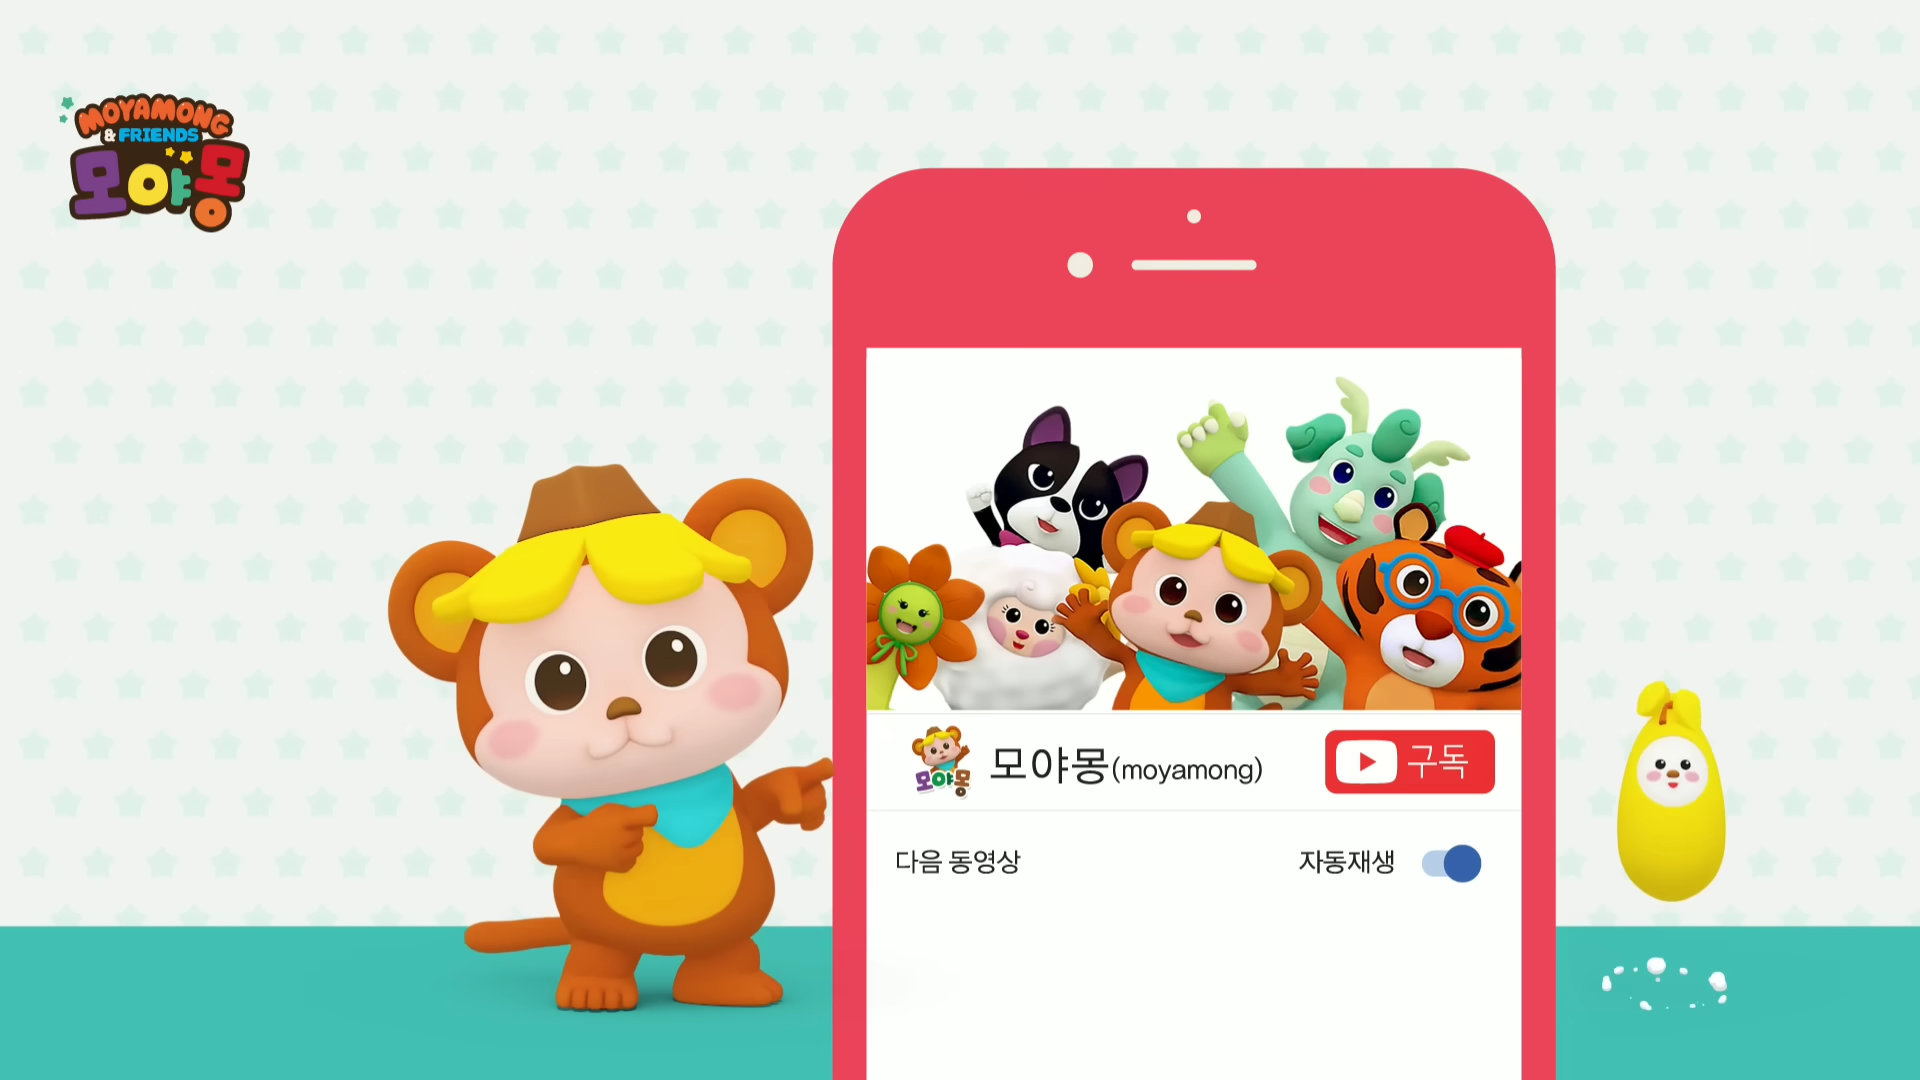 MOYAMONG
& FRIENDS
모야몽
모야몽
모야몽(moyamong)
구독
다음 동영상
자동재생